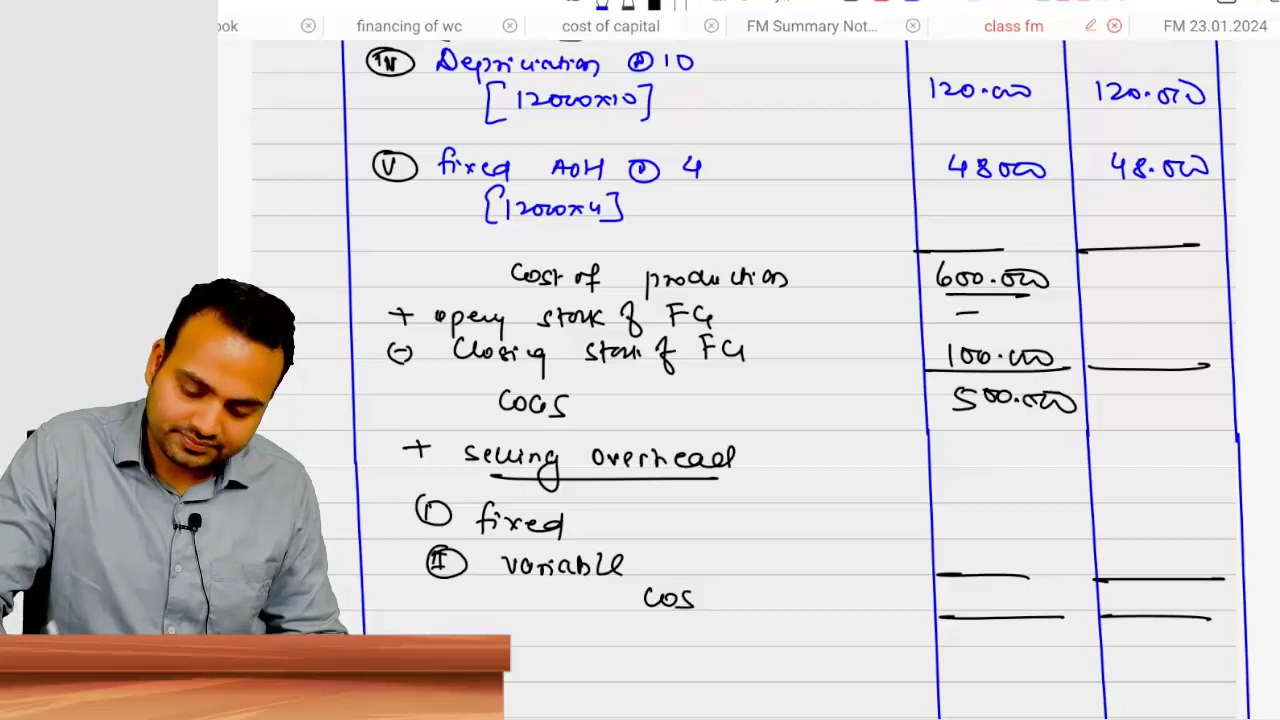 ook financing of wc cost of capital FM Summary Not... class fm FM 23.01.2024
IV Depriciation @ 10 120.000 120.000
[12000×10]
V fixed AOH @ 4 48000 48.000
[12000×4]
Cost of production 600.000
+ openy stock of FG –
(-) Closing stock of FG 100.000
COGS 500.000
+ selling overhead
I fixed
II variable
COS